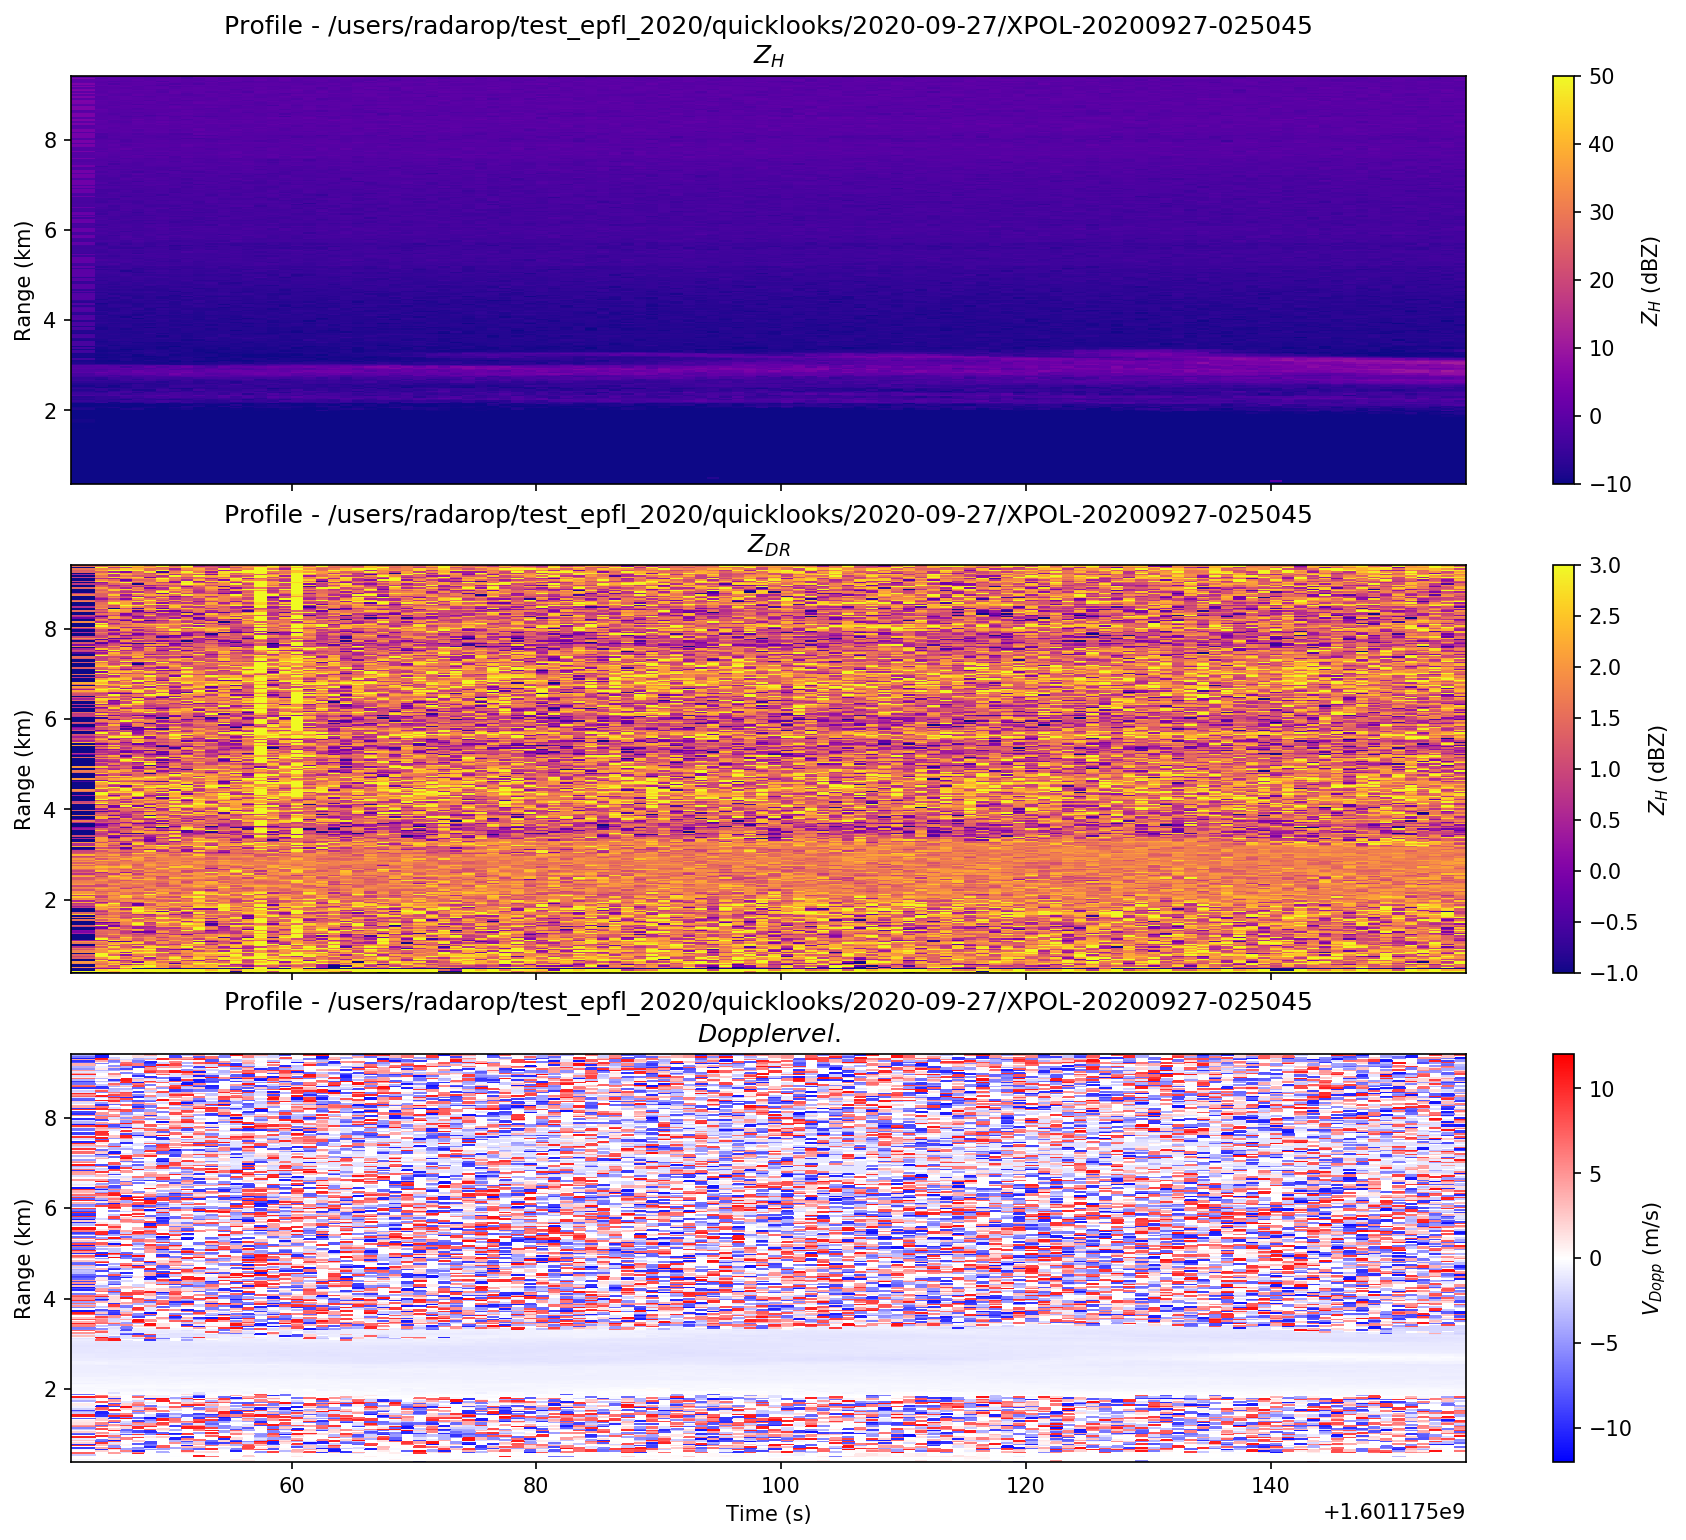 Profile - /users/radarop/test_epfl_2020/quicklooks/2020-09-27/XPOL-20200927-025045
Z_H
8
6
4
2
Range (km)
50
40
30
20
10
0
−10
Z_H (dBZ)
Profile - /users/radarop/test_epfl_2020/quicklooks/2020-09-27/XPOL-20200927-025045
Z_DR
8
6
4
2
Range (km)
3.0
2.5
2.0
1.5
1.0
0.5
0.0
−0.5
−1.0
Z_H (dBZ)
Profile - /users/radarop/test_epfl_2020/quicklooks/2020-09-27/XPOL-20200927-025045
Dopplervel.
8
6
4
2
Range (km)
10
5
0
−5
−10
V_Dopp (m/s)
60 80 100 120 140
Time (s)
+1.601175e9